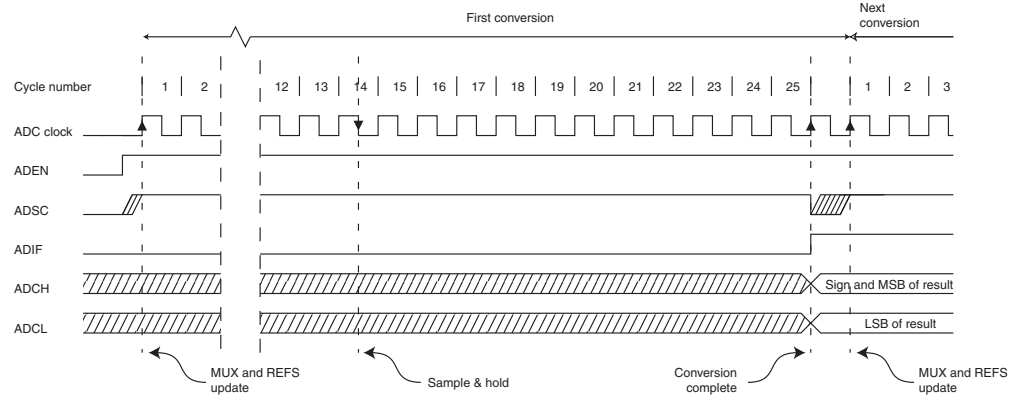 First conversion
Next
conversion
Cycle number 1 2 12 13 14 15 16 17 18 19 20 21 22 23 24 25 1 2 3
ADC clock
ADEN
ADSC
ADIF
ADCH Sign and MSB of result
ADCL LSB of result
MUX and REFS
update
Sample & hold
Conversion
complete
MUX and REFS
update